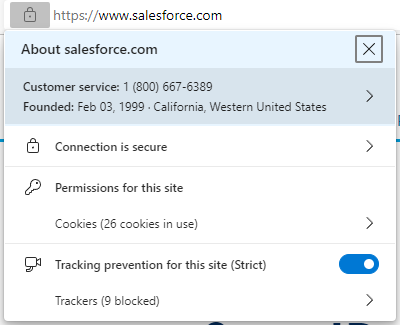 https://www.salesforce.com
About salesforce.com
Customer service: 1 (800) 667-6389
Founded: Feb 03, 1999 · California, Western United States
Connection is secure
Permissions for this site
Cookies (26 cookies in use)
Tracking prevention for this site (Strict)
Trackers (9 blocked)